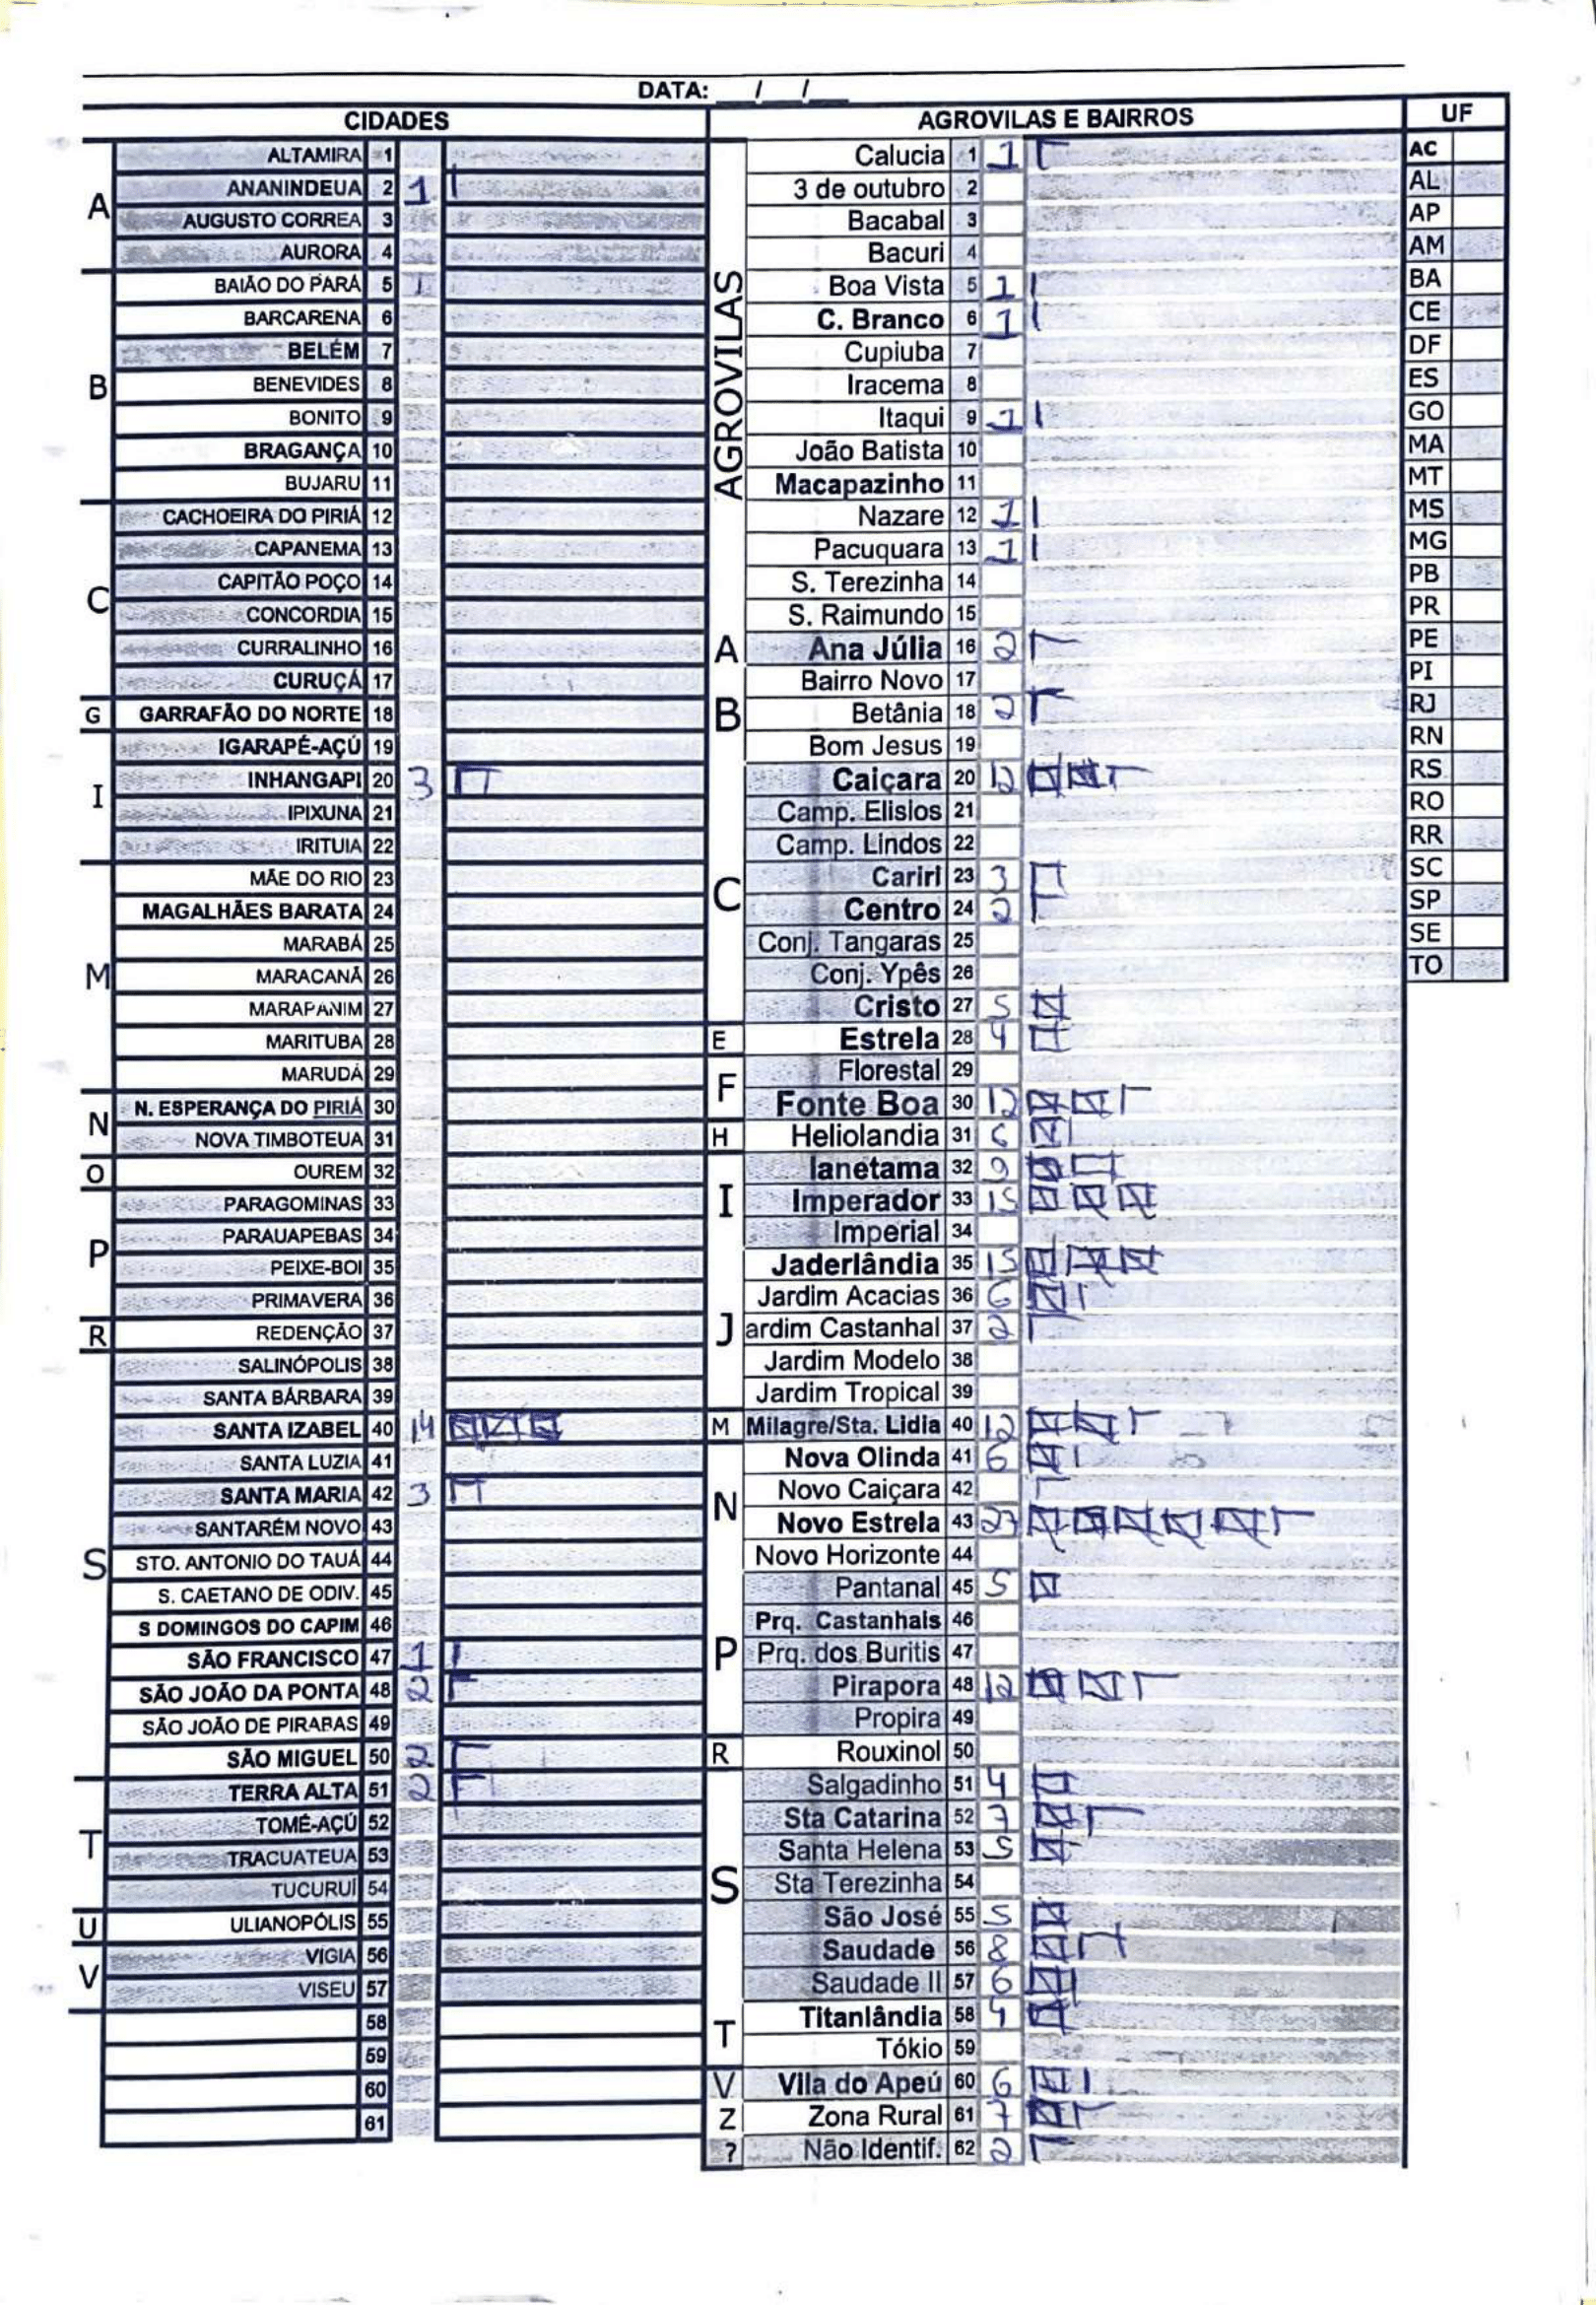 DATA: / /
CIDADES
A
ALTAMIRA 1
ANANINDEUA 2 1
AUGUSTO CORREA 3
AURORA 4
B
BAIÃO DO PARÁ 5
BARCARENA 6
BELÉM 7
BENEVIDES 8
BONITO 9
BRAGANÇA 10
BUJARU 11
C
CACHOEIRA DO PIRIÁ 12
CAPANEMA 13
CAPITÃO POÇO 14
CONCORDIA 15
CURRALINHO 16
CURUÇÁ 17
G
GARRAFÃO DO NORTE 18
I
IGARAPÉ-AÇÚ 19
INHANGAPI 20 3
IPIXUNA 21
IRITUIA 22
M
MÃE DO RIO 23
MAGALHÃES BARATA 24
MARABÁ 25
MARACANÃ 26
MARAPANIM 27
MARITUBA 28
MARUDÁ 29
N
N. ESPERANÇA DO PIRIÁ 30
NOVA TIMBOTEUA 31
O
OUREM 32
P
PARAGOMINAS 33
PARAUAPEBAS 34
PEIXE-BOI 35
PRIMAVERA 36
R
REDENÇÃO 37
S
SALINÓPOLIS 38
SANTA BÁRBARA 39
SANTA IZABEL 40 14
SANTA LUZIA 41
SANTA MARIA 42 3
SANTARÉM NOVO 43
STO. ANTONIO DO TAUÁ 44
S. CAETANO DE ODIV. 45
S DOMINGOS DO CAPIM 46
SÃO FRANCISCO 47 1
SÃO JOÃO DA PONTA 48 2
SÃO JOÃO DE PIRABAS 49
SÃO MIGUEL 50 2
T
TERRA ALTA 51 2
TOMÉ-AÇÚ 52
TRACUATEUA 53
TUCURUÍ 54
U
ULIANOPÓLIS 55
V
VIGIA 56
VISEU 57
58
59
60
61
AGROVILAS E BAIRROS
AGROVILAS
Calucia 1 1
3 de outubro 2
Bacabal 3
Bacuri 4
Boa Vista 5 1
C. Branco 6 1
Cupiuba 7
Iracema 8
Itaqui 9 1
João Batista 10
Macapazinho 11
Nazare 12 1
Pacuquara 13 1
S. Terezinha 14
S. Raimundo 15
A
Ana Júlia 16 2
B
Bairro Novo 17
Betânia 18 2
Bom Jesus 19
C
Caiçara 20 12
Camp. Elisios 21
Camp. Lindos 22
Cariri 23 3
Centro 24 2
Conj. Tangaras 25
Conj. Ypês 26
Cristo 27 5
E
Estrela 28 4
F
Florestal 29
Fonte Boa 30 12
H
Heliolandia 31 6
I
Ianetama 32 9
Imperador 33 15
Imperial 34
J
Jaderlândia 35 15
Jardim Acacias 36 6
ardim Castanhal 37 2
Jardim Modelo 38
Jardim Tropical 39
M
Milagre/Sta. Lidia 40 12
N
Nova Olinda 41 6
Novo Caiçara 42
Novo Estrela 43 27
Novo Horizonte 44
P
Pantanal 45 5
Prq. Castanhais 46
Prq. dos Buritis 47
Pirapora 48 12
Propira 49
R
Rouxinol 50
S
Salgadinho 51 4
Sta Catarina 52 7
Santa Helena 53 5
Sta Terezinha 54
São José 55 5
Saudade 56 8
Saudade II 57 6
T
Titanlândia 58 4
Tókio 59
V
Vila do Apeú 60 6
Z
Zona Rural 61 7
?
Não Identif. 62 2
UF
AC
AL
AP
AM
BA
CE
DF
ES
GO
MA
MT
MS
MG
PB
PR
PE
PI
RJ
RN
RS
RO
RR
SC
SP
SE
TO